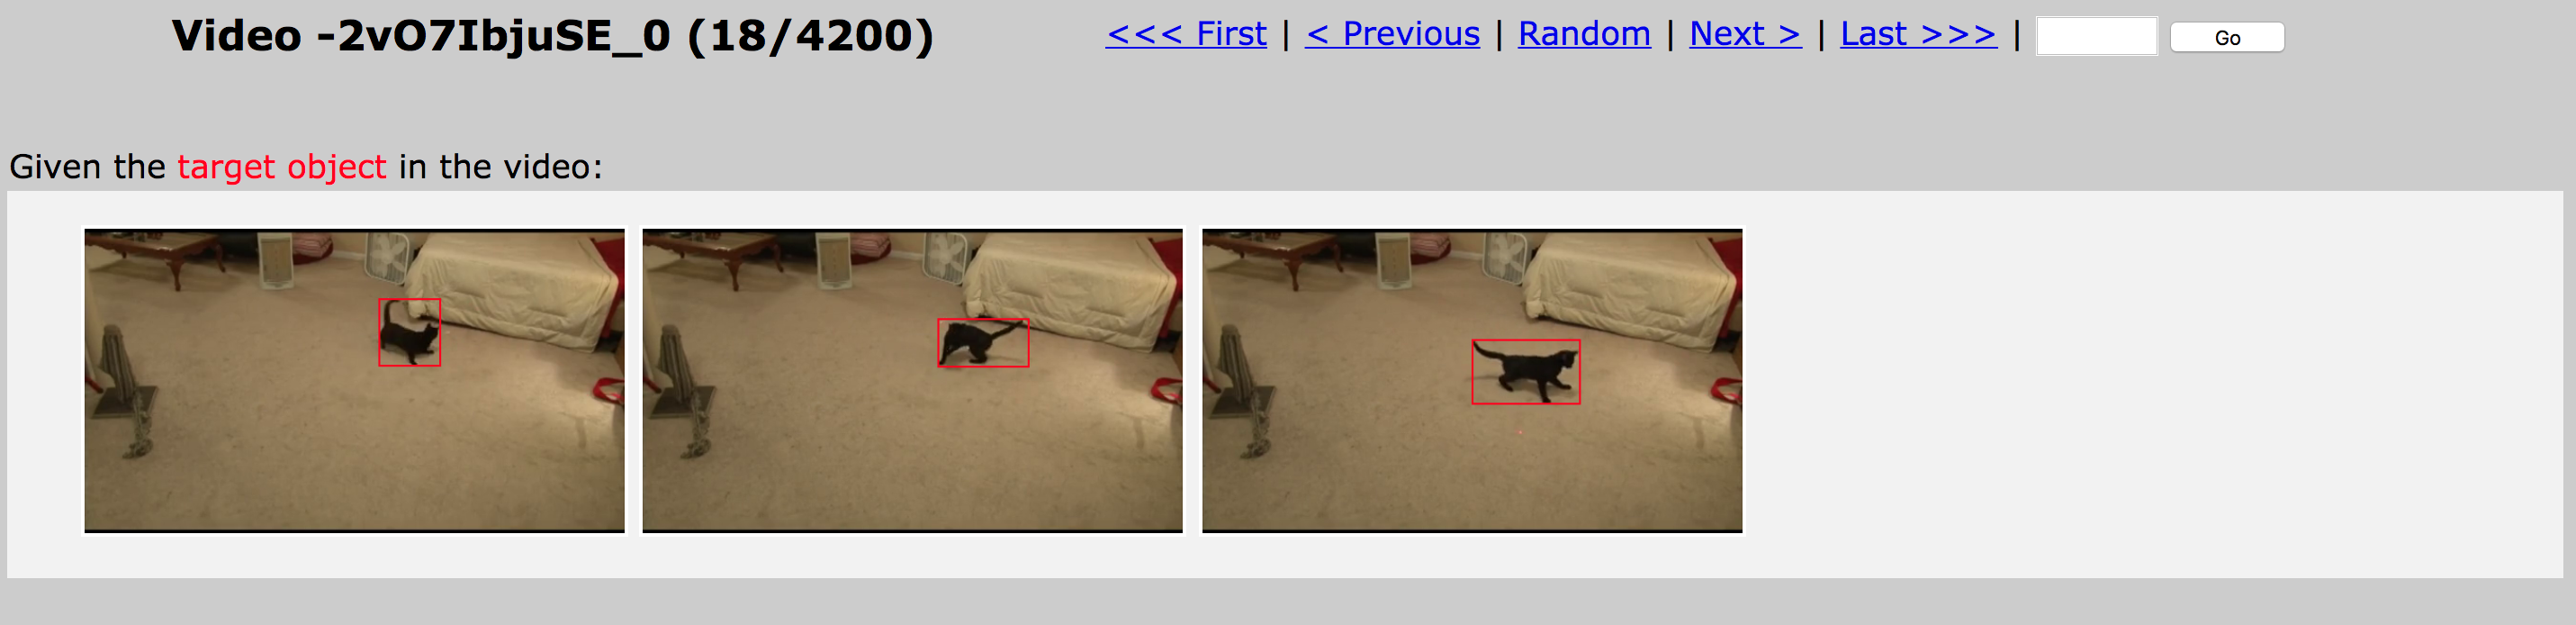 Video -2vO7IbjuSE_0 (18/4200) <<< First | < Previous | Random | Next > | Last >>> | Go
Given the target object in the video: